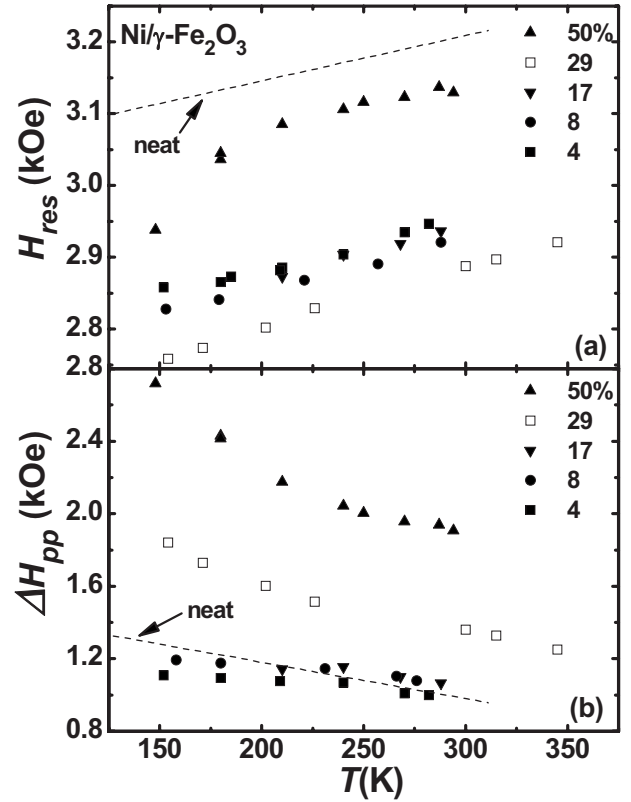 Ni/γ-Fe₂O₃
3.2
3.1
3.0
2.9
2.8
2.8
H_res (kOe)
neat
50%
29
17
8
4
(a)
2.4
2.0
1.6
1.2
0.8
ΔH_pp (kOe)
neat
50%
29
17
8
4
(b)
150 200 250 300 350
T(K)